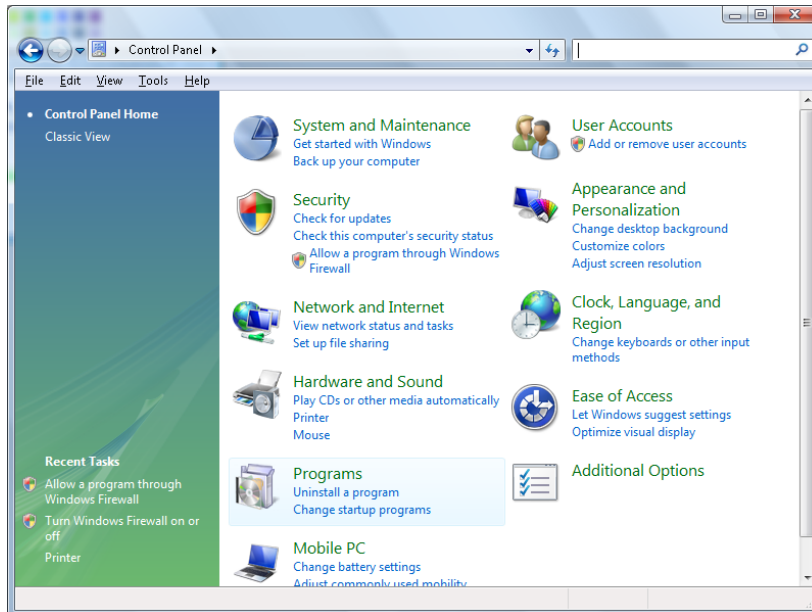 Control Panel
File Edit View Tools Help
Control Panel Home
Classic View
System and Maintenance
Get started with Windows
Back up your computer
Security
Check for updates
Check this computer's security status
Allow a program through Windows
Firewall
Network and Internet
View network status and tasks
Set up file sharing
Hardware and Sound
Play CDs or other media automatically
Printer
Mouse
Programs
Uninstall a program
Change startup programs
Mobile PC
Change battery settings
Adjust commonly used mobility
User Accounts
Add or remove user accounts
Appearance and
Personalization
Change desktop background
Customize colors
Adjust screen resolution
Clock, Language, and
Region
Change keyboards or other input
methods
Ease of Access
Let Windows suggest settings
Optimize visual display
Additional Options
Recent Tasks
Allow a program through
Windows Firewall
Turn Windows Firewall on or
off
Printer